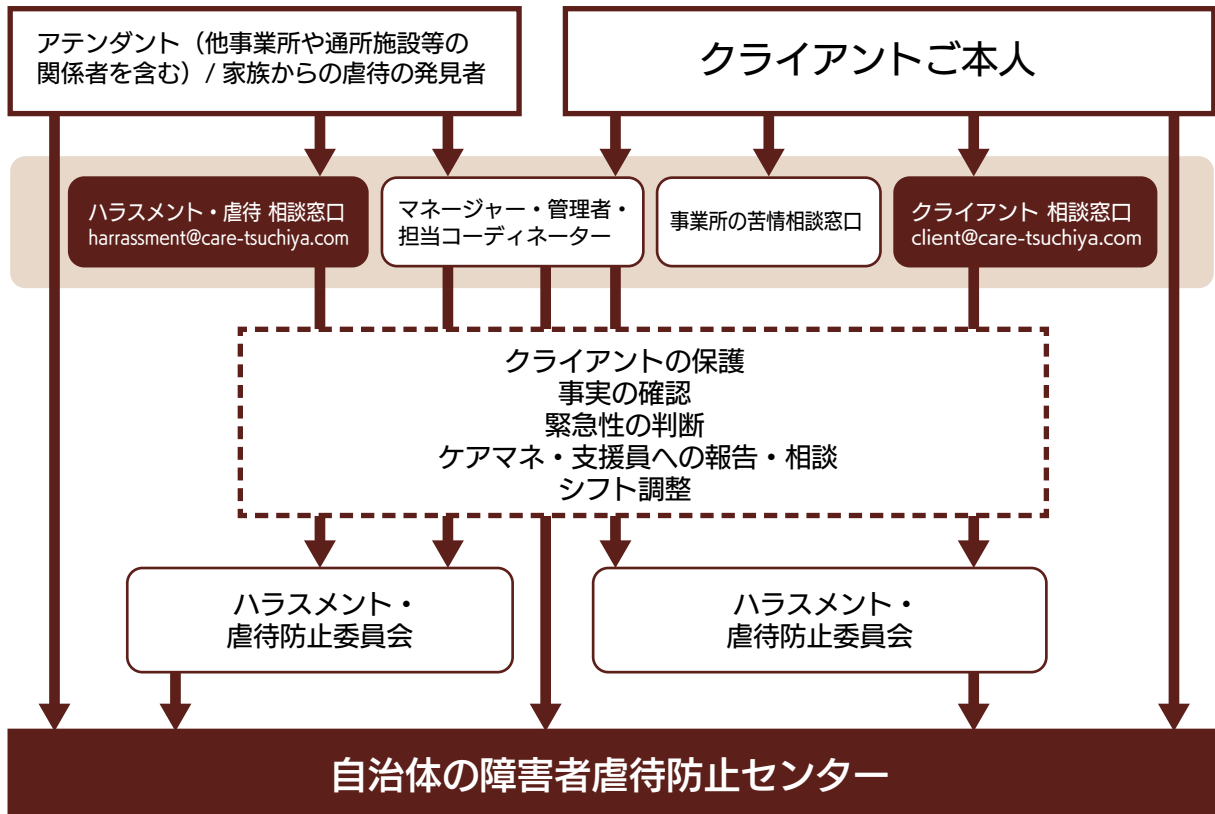 アテンダント（他事業所や通所施設等の
関係者を含む）/ 家族からの虐待の発見者
クライアントご本人
ハラスメント・虐待 相談窓口
harrassment@care-tsuchiya.com
マネージャー・管理者・
担当コーディネーター
事業所の苦情相談窓口
クライアント 相談窓口
client@care-tsuchiya.com
クライアントの保護
事実の確認
緊急性の判断
ケアマネ・支援員への報告・相談
シフト調整
ハラスメント・
虐待防止委員会
ハラスメント・
虐待防止委員会
自治体の障害者虐待防止センター